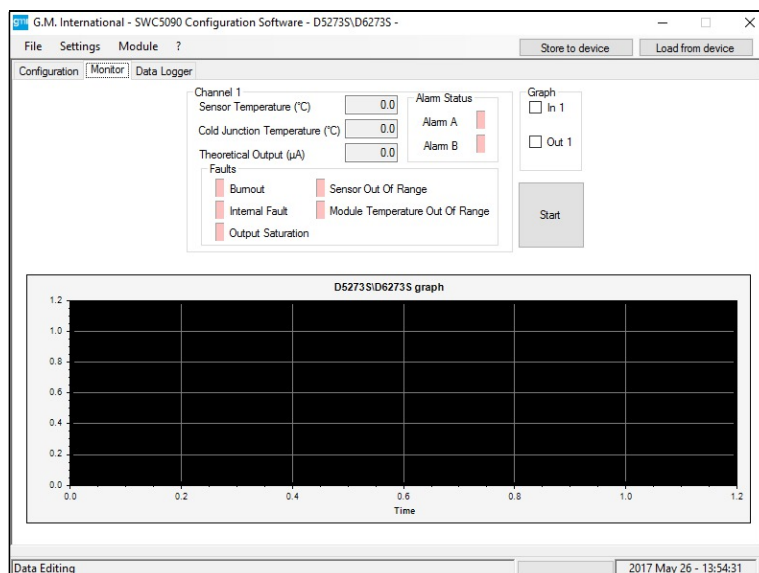 gmi G.M. International - SWC5090 Configuration Software - D5273S\D6273S -
File Settings Module ? Store to device Load from device
Configuration Monitor Data Logger
Channel 1
Sensor Temperature (°C) 0.0
Cold Junction Temperature (°C) 0.0
Theoretical Output (µA) 0.0
Alarm Status
Alarm A
Alarm B
Faults
Burnout Sensor Out Of Range
Internal Fault Module Temperature Out Of Range
Output Saturation
Graph
In 1
Out 1
Start
D5273S\D6273S graph
1.2
1.0
0.8
0.6
0.4
0.2
0.0
0.0 0.2 0.4 0.6 0.8 1.0 1.2
Time
Data Editing 2017 May 26 - 13:54:31